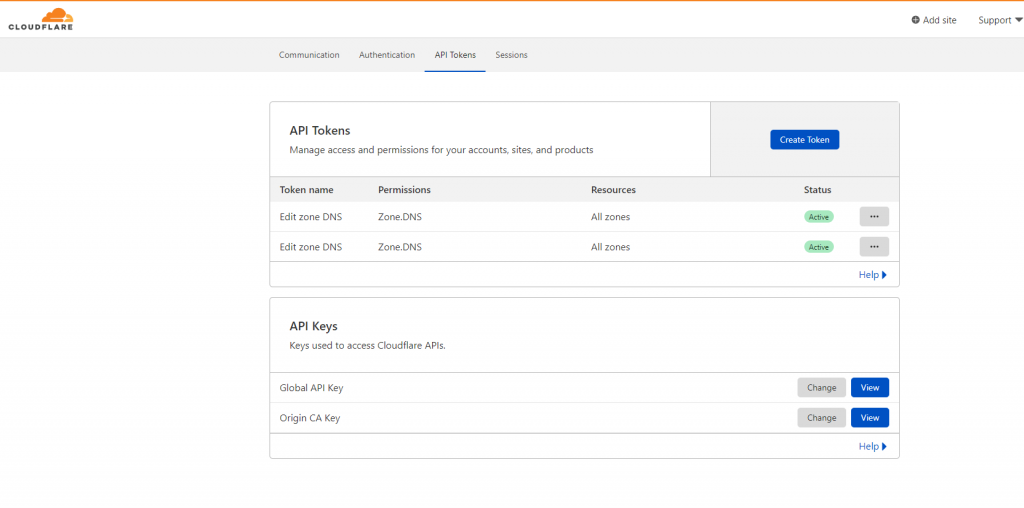 CLOUDFLARE
Add site Support
Communication Authentication API Tokens Sessions
API Tokens
Manage access and permissions for your accounts, sites, and products
Create Token
Token name Permissions Resources Status
Edit zone DNS Zone.DNS All zones Active ...
Edit zone DNS Zone.DNS All zones Active ...
Help
API Keys
Keys used to access Cloudflare APIs.
Global API Key Change View
Origin CA Key Change View
Help